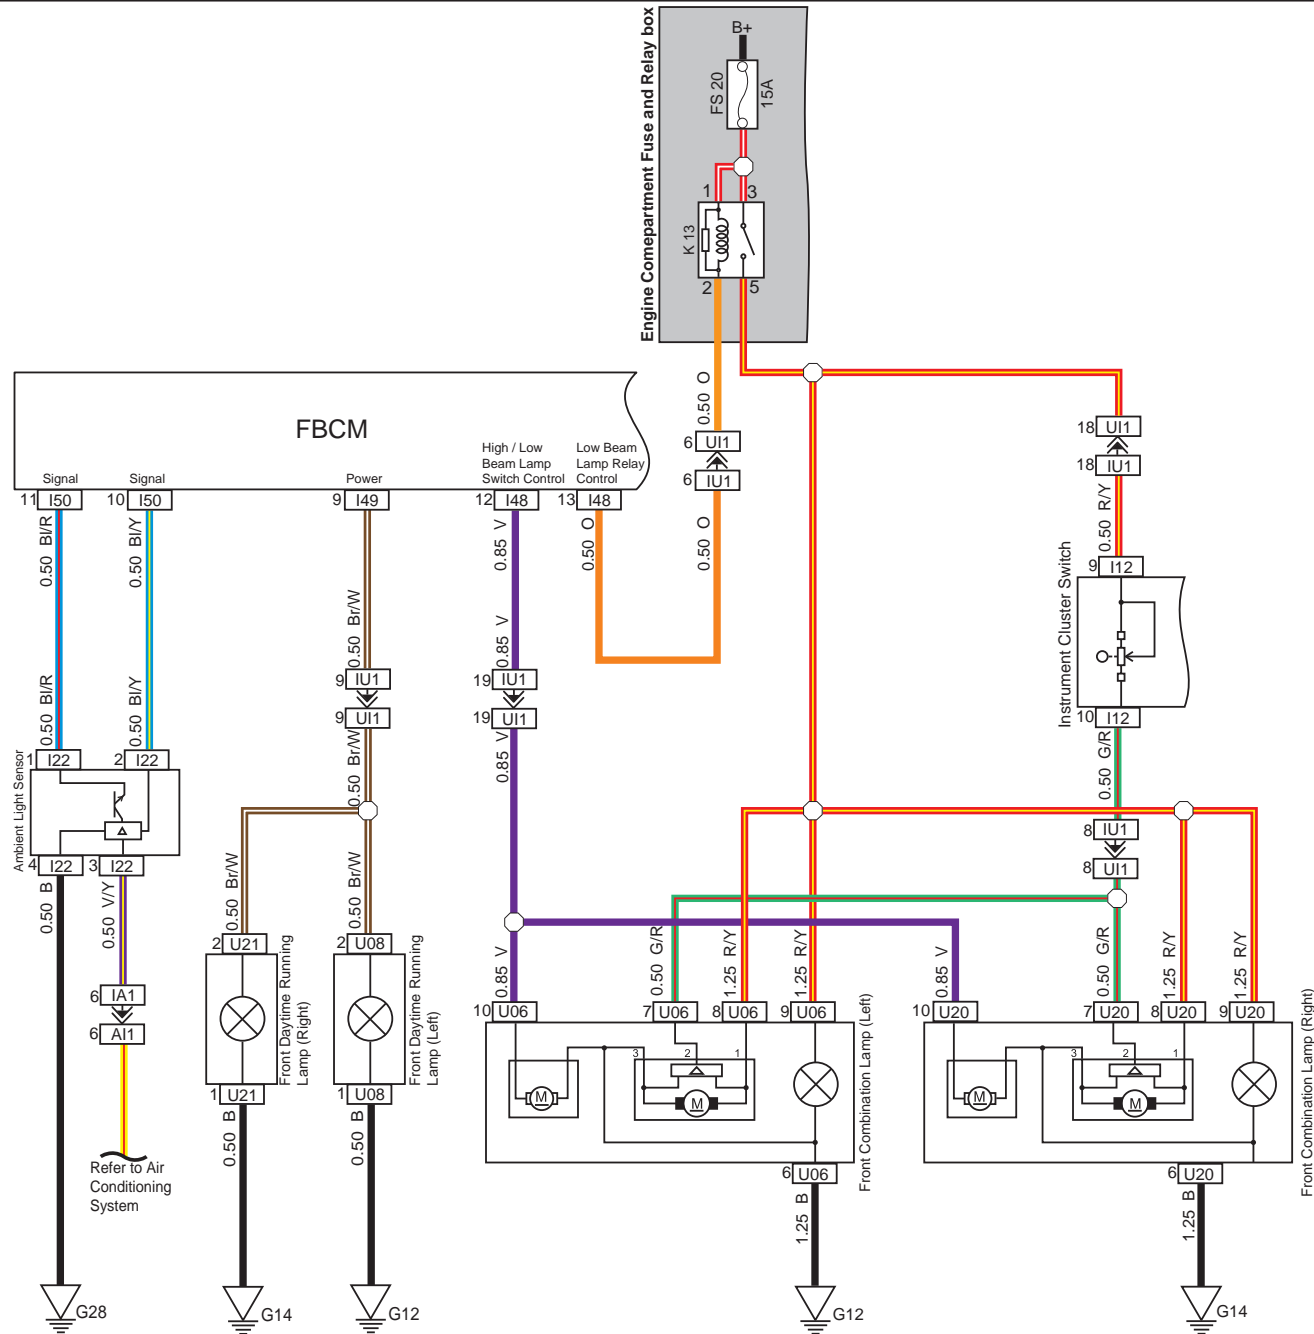 Engine Comepartment Fuse and Relay box
B+
FS 20
15A
1
3
K 13
2
5
0.50 O
6 UI1
6 IU1
0.50 O
18 UI1
18 IU1
0.50 R/Y
9 I12
Instrument Cluster Switch
10 I12
0.50 G/R
8 IU1
8 UI1
FBCM
Signal
Signal
Power
High / Low
Beam Lamp
Switch Control
Low Beam
Lamp Relay
Control
11 I50
10 I50
9 I49
12 I48
13 I48
0.50 Bl/R
0.50 Bl/Y
0.50 Br/W
0.85 V
0.50 O
0.50 Bl/R
0.50 Bl/Y
9 IU1
9 UI1
0.50 Br/W
0.85 V
19 IU1
19 UI1
0.85 V
1 I22
2 I22
Ambient Light Sensor
4 I22
3 I22
0.50 B
0.50 V/Y
6 IA1
6 AI1
Refer to Air
Conditioning
System
0.50 Br/W
0.50 Br/W
2 U21
2 U08
Front Daytime Running
Lamp (Right)
Front Daytime Running
Lamp (Left)
1 U21
1 U08
0.50 B
0.50 B
0.85 V
0.50 G/R
1.25 R/Y
1.25 R/Y
10 U06
7 U06
8 U06
9 U06
3
2
1
M
M
Front Combination Lamp (Left)
6 U06
1.25 B
0.85 V
0.50 G/R
1.25 R/Y
1.25 R/Y
10 U20
7 U20
8 U20
9 U20
3
2
1
M
M
Front Combination Lamp (Right)
6 U20
1.25 B
G28
G14
G12
G12
G14